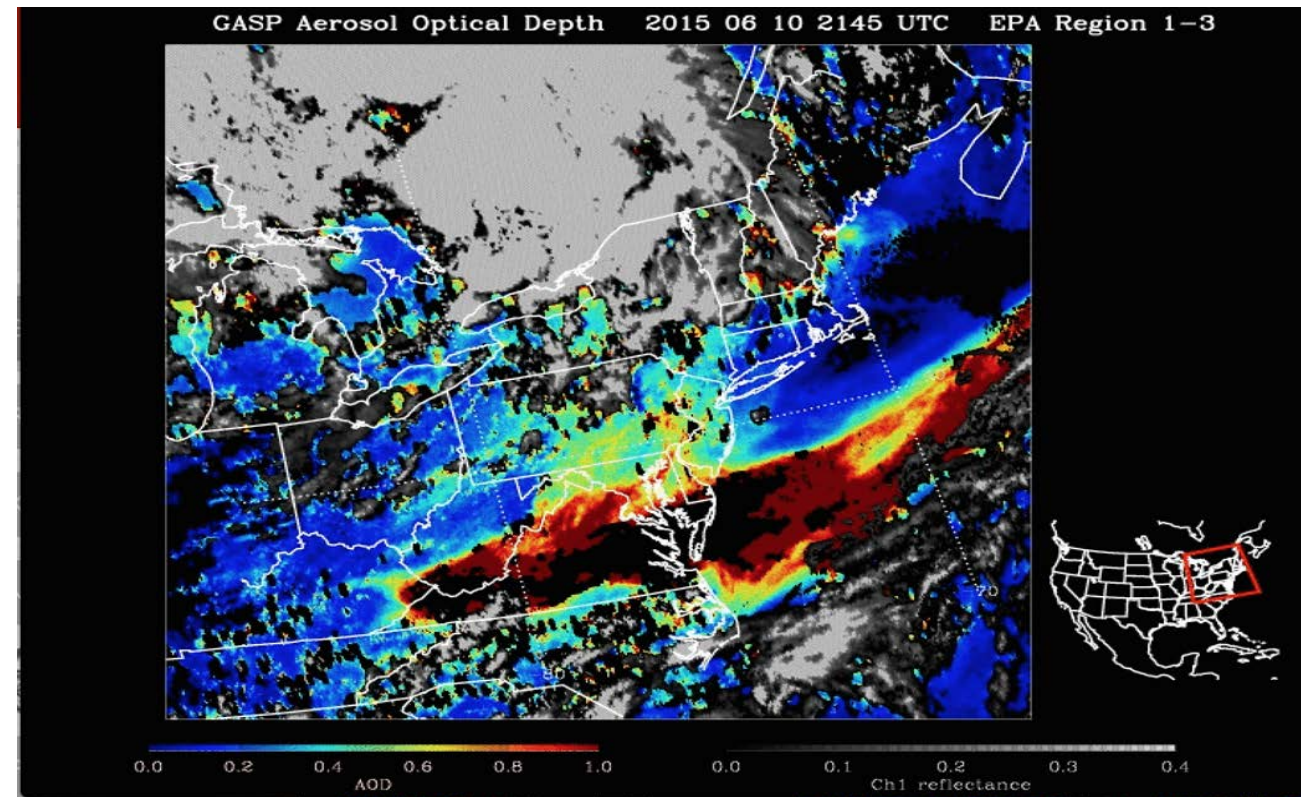 GASP Aerosol Optical Depth 2015 06 10 2145 UTC EPA Region 1-3
70
80
0.0 0.2 0.4 0.6 0.8 1.0
AOD
0.0 0.1 0.2 0.3 0.4
Ch1 reflectance